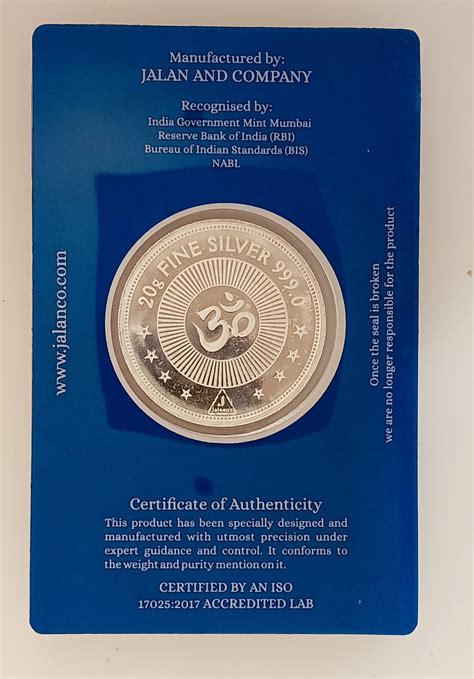 Manufactured by:
JALAN AND COMPANY
Recognised by:
India Government Mint Mumbai
Reserve Bank of India (RBI)
Bureau of Indian Standards (BIS)
NABL
www.jalanco.com
20g FINE SILVER 999.0
ॐ
Jalan's
Once the seal is broken
we are no longer responsible for the product
Certificate of Authenticity
This product has been specially designed and
manufactured with utmost precision under
expert guidance and control. It conforms to
the weight and purity mention on it.
CERTIFIED BY AN ISO
17025:2017 ACCREDITED LAB